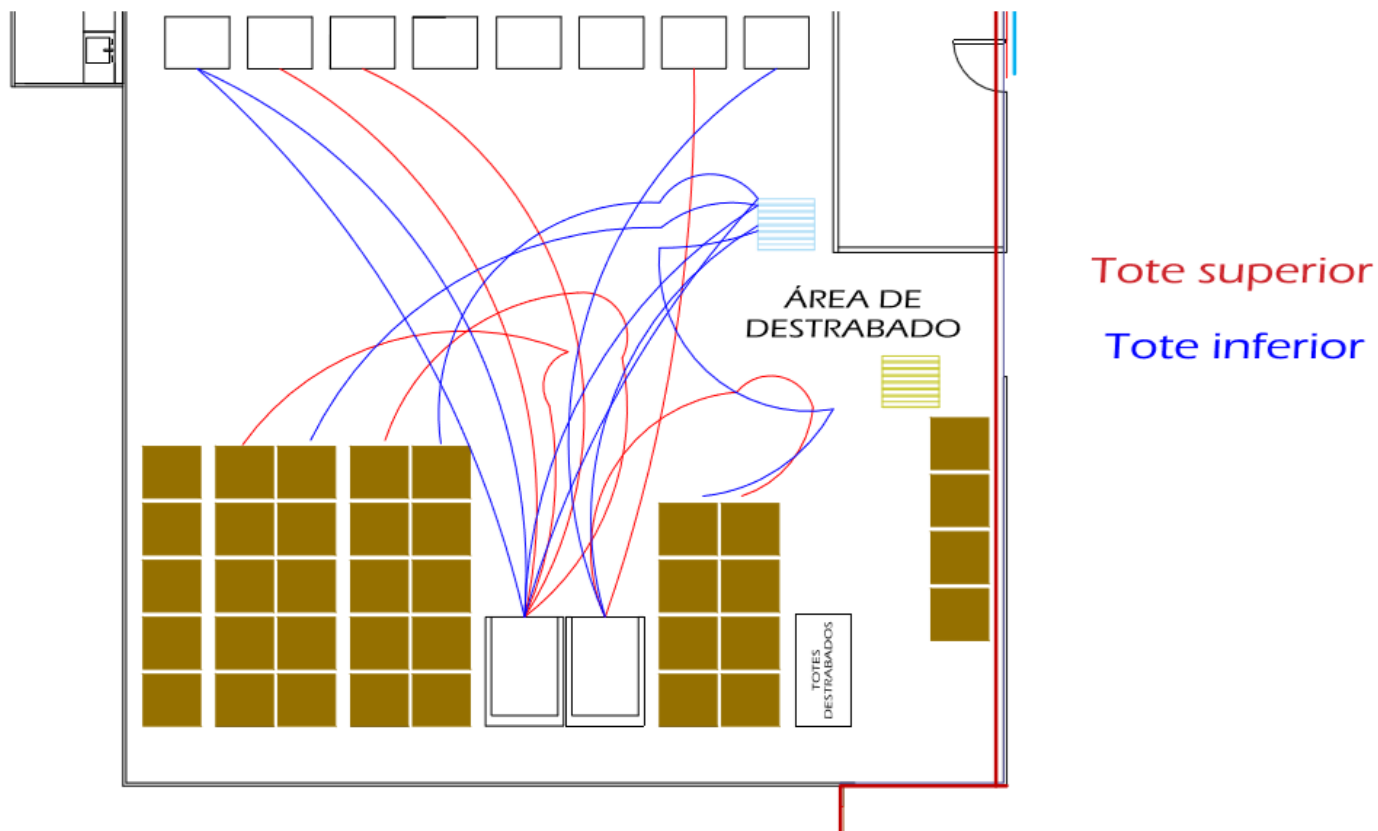 ÁREA DE
DESTRABADO
Tote superior
Tote inferior
TOTES
DESTRABADOS